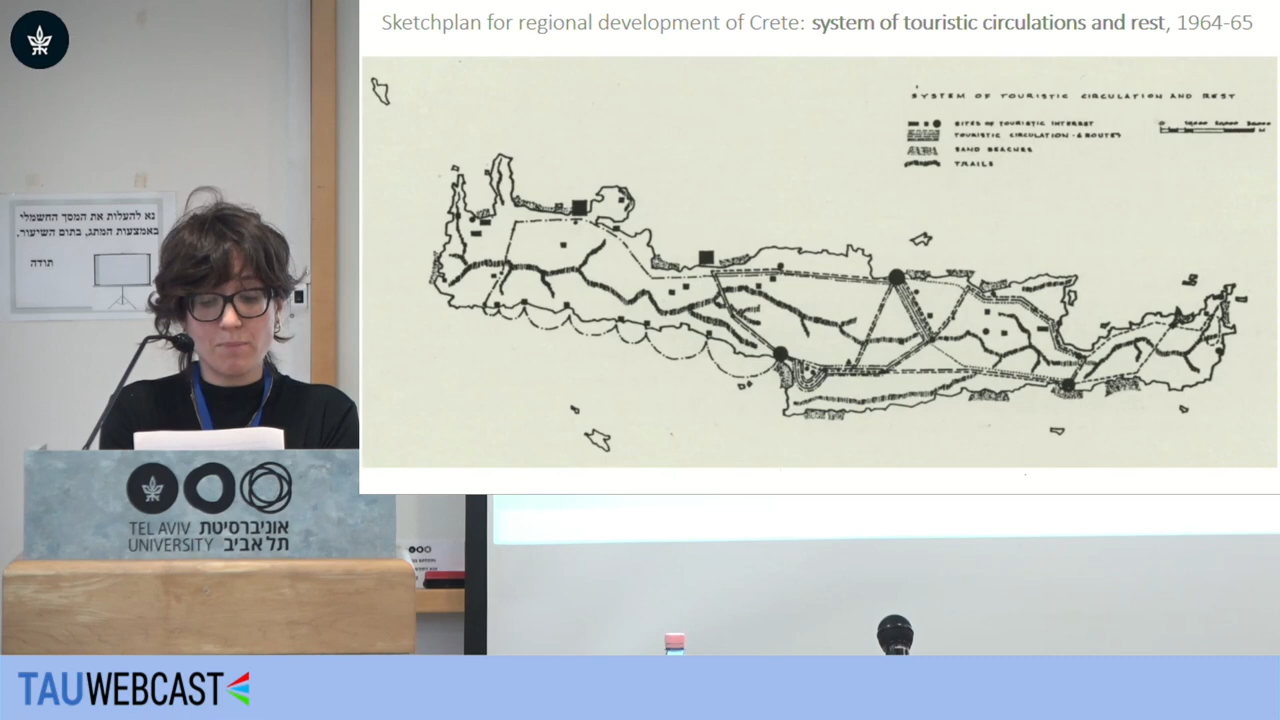 Sketchplan for regional development of Crete: system of touristic circulations and rest, 1964-65
SYSTEM OF TOURISTIC CIRCULATION AND REST
SITES OF TOURISTIC INTEREST
TOURISTIC CIRCULATION - & ROUTES
SAND BEACHES
TRAILS
נא להעלות את המסך החשמלי
באמצעות המתג, בתום השיעור.
תודה
TEL AVIV אוניברסיטת
UNIVERSITY תל אביב
TAUWEBCAST